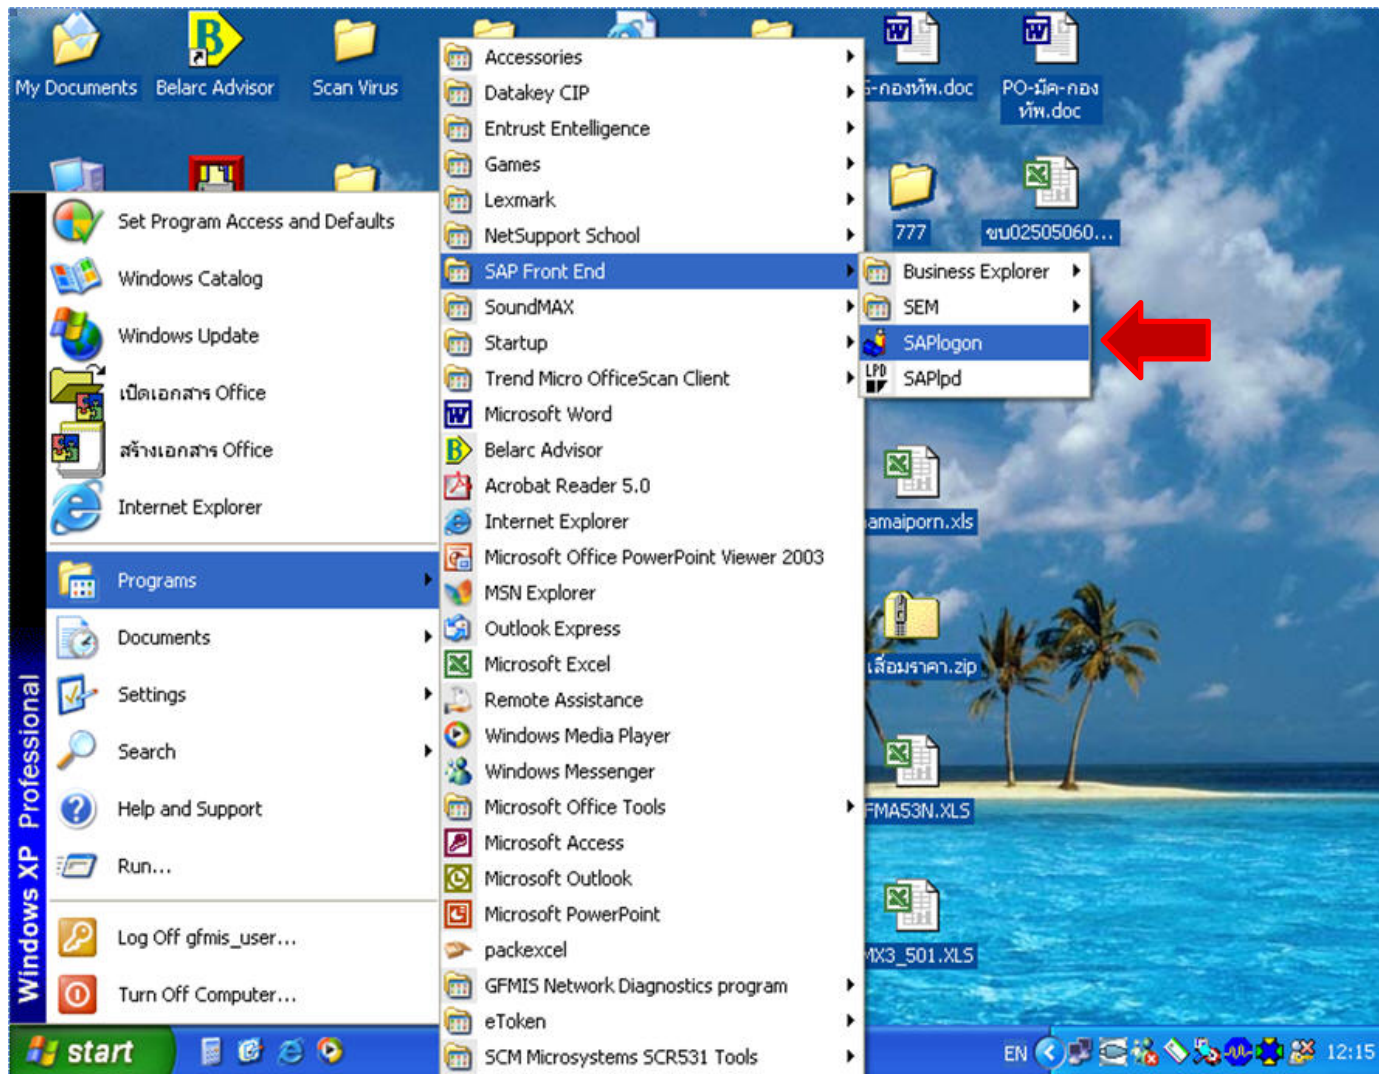 My Documents
Belarc Advisor
Scan Virus
-กองทัพ.doc
PO-มีค-กอง
ทัพ.doc
777
ขบ02505060...
amaiporn.xls
เสื่อมราคา.zip
FMA53N.XLS
MX3_501.XLS
Set Program Access and Defaults
Windows Catalog
Windows Update
เปิดเอกสาร Office
สร้างเอกสาร Office
Internet Explorer
Programs
Documents
Settings
Search
Help and Support
Run...
Log Off gfmis_user...
Turn Off Computer...
Windows XP Professional
Accessories
Datakey CIP
Entrust Entelligence
Games
Lexmark
NetSupport School
SAP Front End
SoundMAX
Startup
Trend Micro OfficeScan Client
Microsoft Word
Belarc Advisor
Acrobat Reader 5.0
Internet Explorer
Microsoft Office PowerPoint Viewer 2003
MSN Explorer
Outlook Express
Microsoft Excel
Remote Assistance
Windows Media Player
Windows Messenger
Microsoft Office Tools
Microsoft Access
Microsoft Outlook
Microsoft PowerPoint
packexcel
GFMIS Network Diagnostics program
eToken
SCM Microsystems SCR531 Tools
Business Explorer
SEM
SAPlogon
LPD
SAPlpd
start
EN
12:15